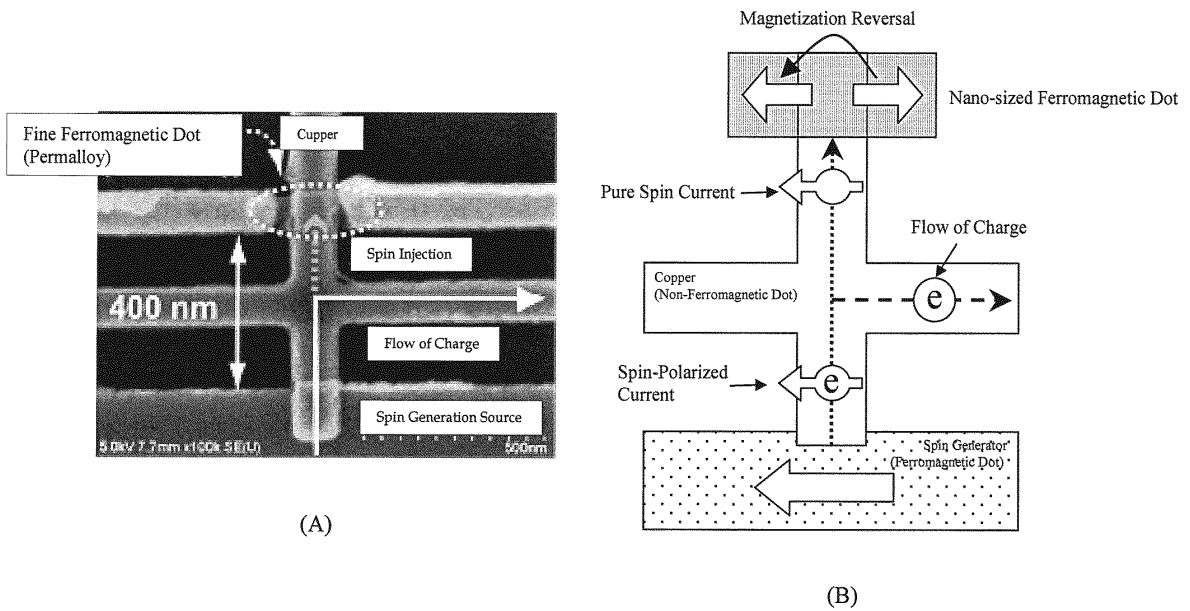 Fine Ferromagnetic Dot
(Permalloy)
Cupper
Spin Injection
400 nm
Flow of Charge
Spin Generation Source
5.0kV 7.7mm x100k SE(U)
500nm
(A)
Magnetization Reversal
Nano-sized Ferromagnetic Dot
Pure Spin Current
Flow of Charge
Copper
(Non-Ferromagnetic Dot)
e
Spin-Polarized
Current
e
Spin Generator
(Ferromagnetic Dot)
(B)